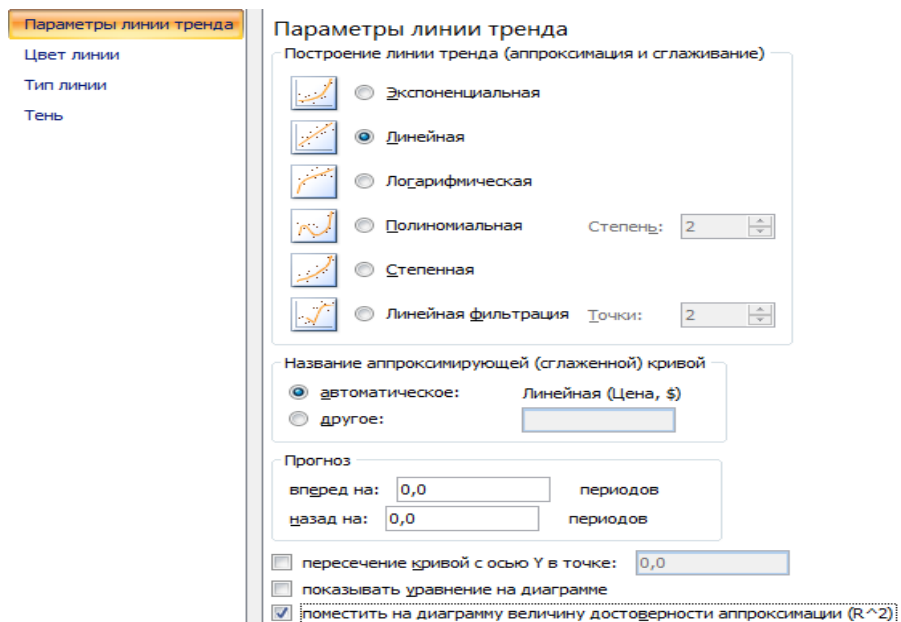 Параметры линии тренда
Цвет линии
Тип линии
Тень
Параметры линии тренда
Построение линии тренда (аппроксимация и сглаживание)
Экспоненциальная
Линейная
Логарифмическая
Полиномиальная Степень: 2
Степенная
Линейная фильтрация Точки: 2
Название аппроксимирующей (сглаженной) кривой
автоматическое: Линейная (Цена, $)
другое:
Прогноз
вперед на: 0,0 периодов
назад на: 0,0 периодов
пересечение кривой с осью Y в точке: 0,0
показывать уравнение на диаграмме
поместить на диаграмму величину достоверности аппроксимации (R^2)